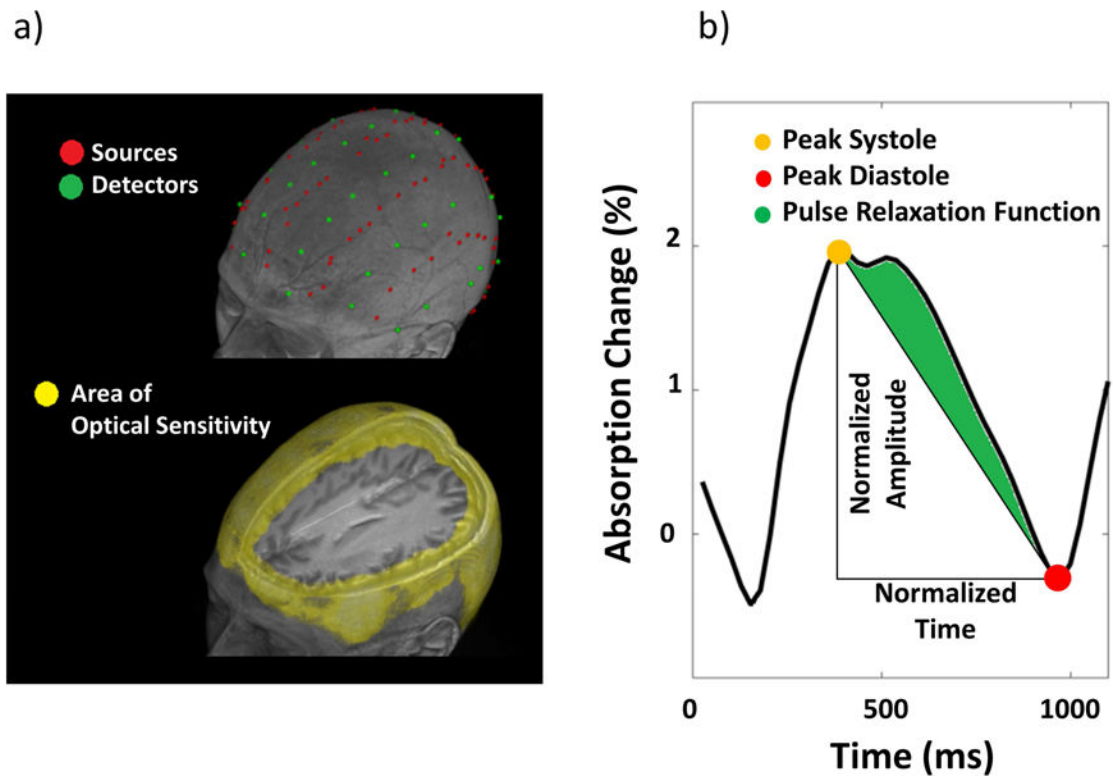 a)
Sources
Detectors
Area of
Optical Sensitivity
b)
Peak Systole
Peak Diastole
Pulse Relaxation Function
Absorption Change (%)
2
1
0
Normalized
Amplitude
Normalized
Time
0 500 1000
Time (ms)